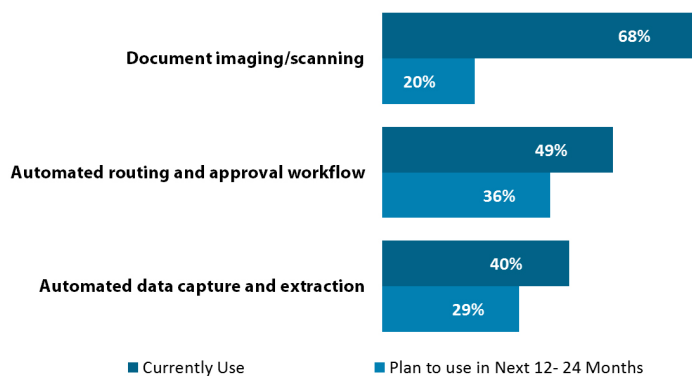 68%
Document imaging/scanning
20%
49%
Automated routing and approval workflow
36%
40%
Automated data capture and extraction
29%
Currently Use
Plan to use in Next 12- 24 Months